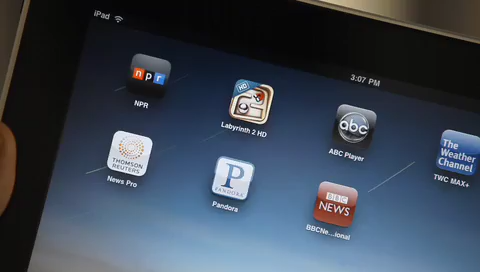 iPad
3:07 PM
npr
NPR
HD
Labyrinth 2 HD
abc
ABC Player
The
Weather
Channel
TWC MAX+
THOMSON
REUTERS
News Pro
P
PANDORA
Pandora
BBC
NEWS
BBCNe...ional